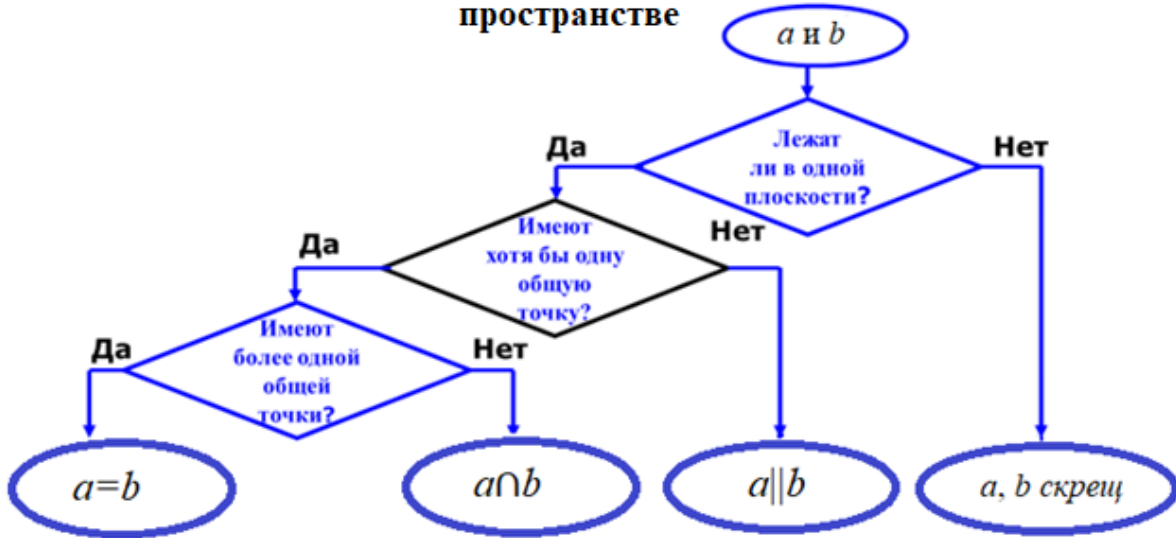 пространстве
a и b
Лежат
ли в одной
плоскости?
Да
Нет
Имеют
хотя бы одну
общую
точку?
Да
Нет
Имеют
более одной
общей
точки?
Да
Нет
a=b
a∩b
a||b
a, b скрещ